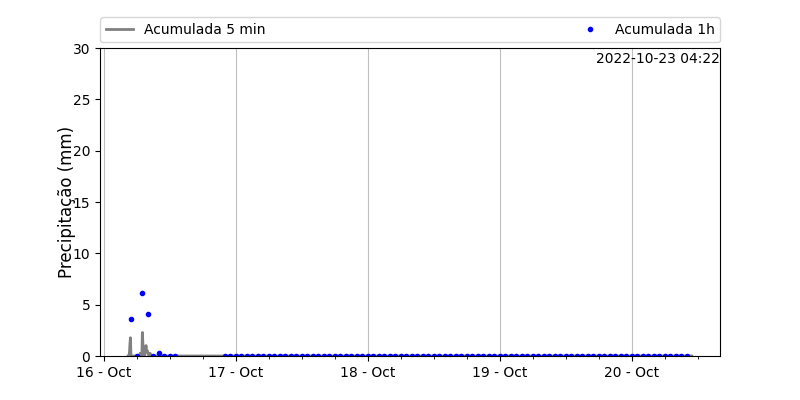 Acumulada 5 min
Acumulada 1h
2022-10-23 04:22
Precipitação (mm)
30
25
20
15
10
5
0
16 - Oct
17 - Oct
18 - Oct
19 - Oct
20 - Oct